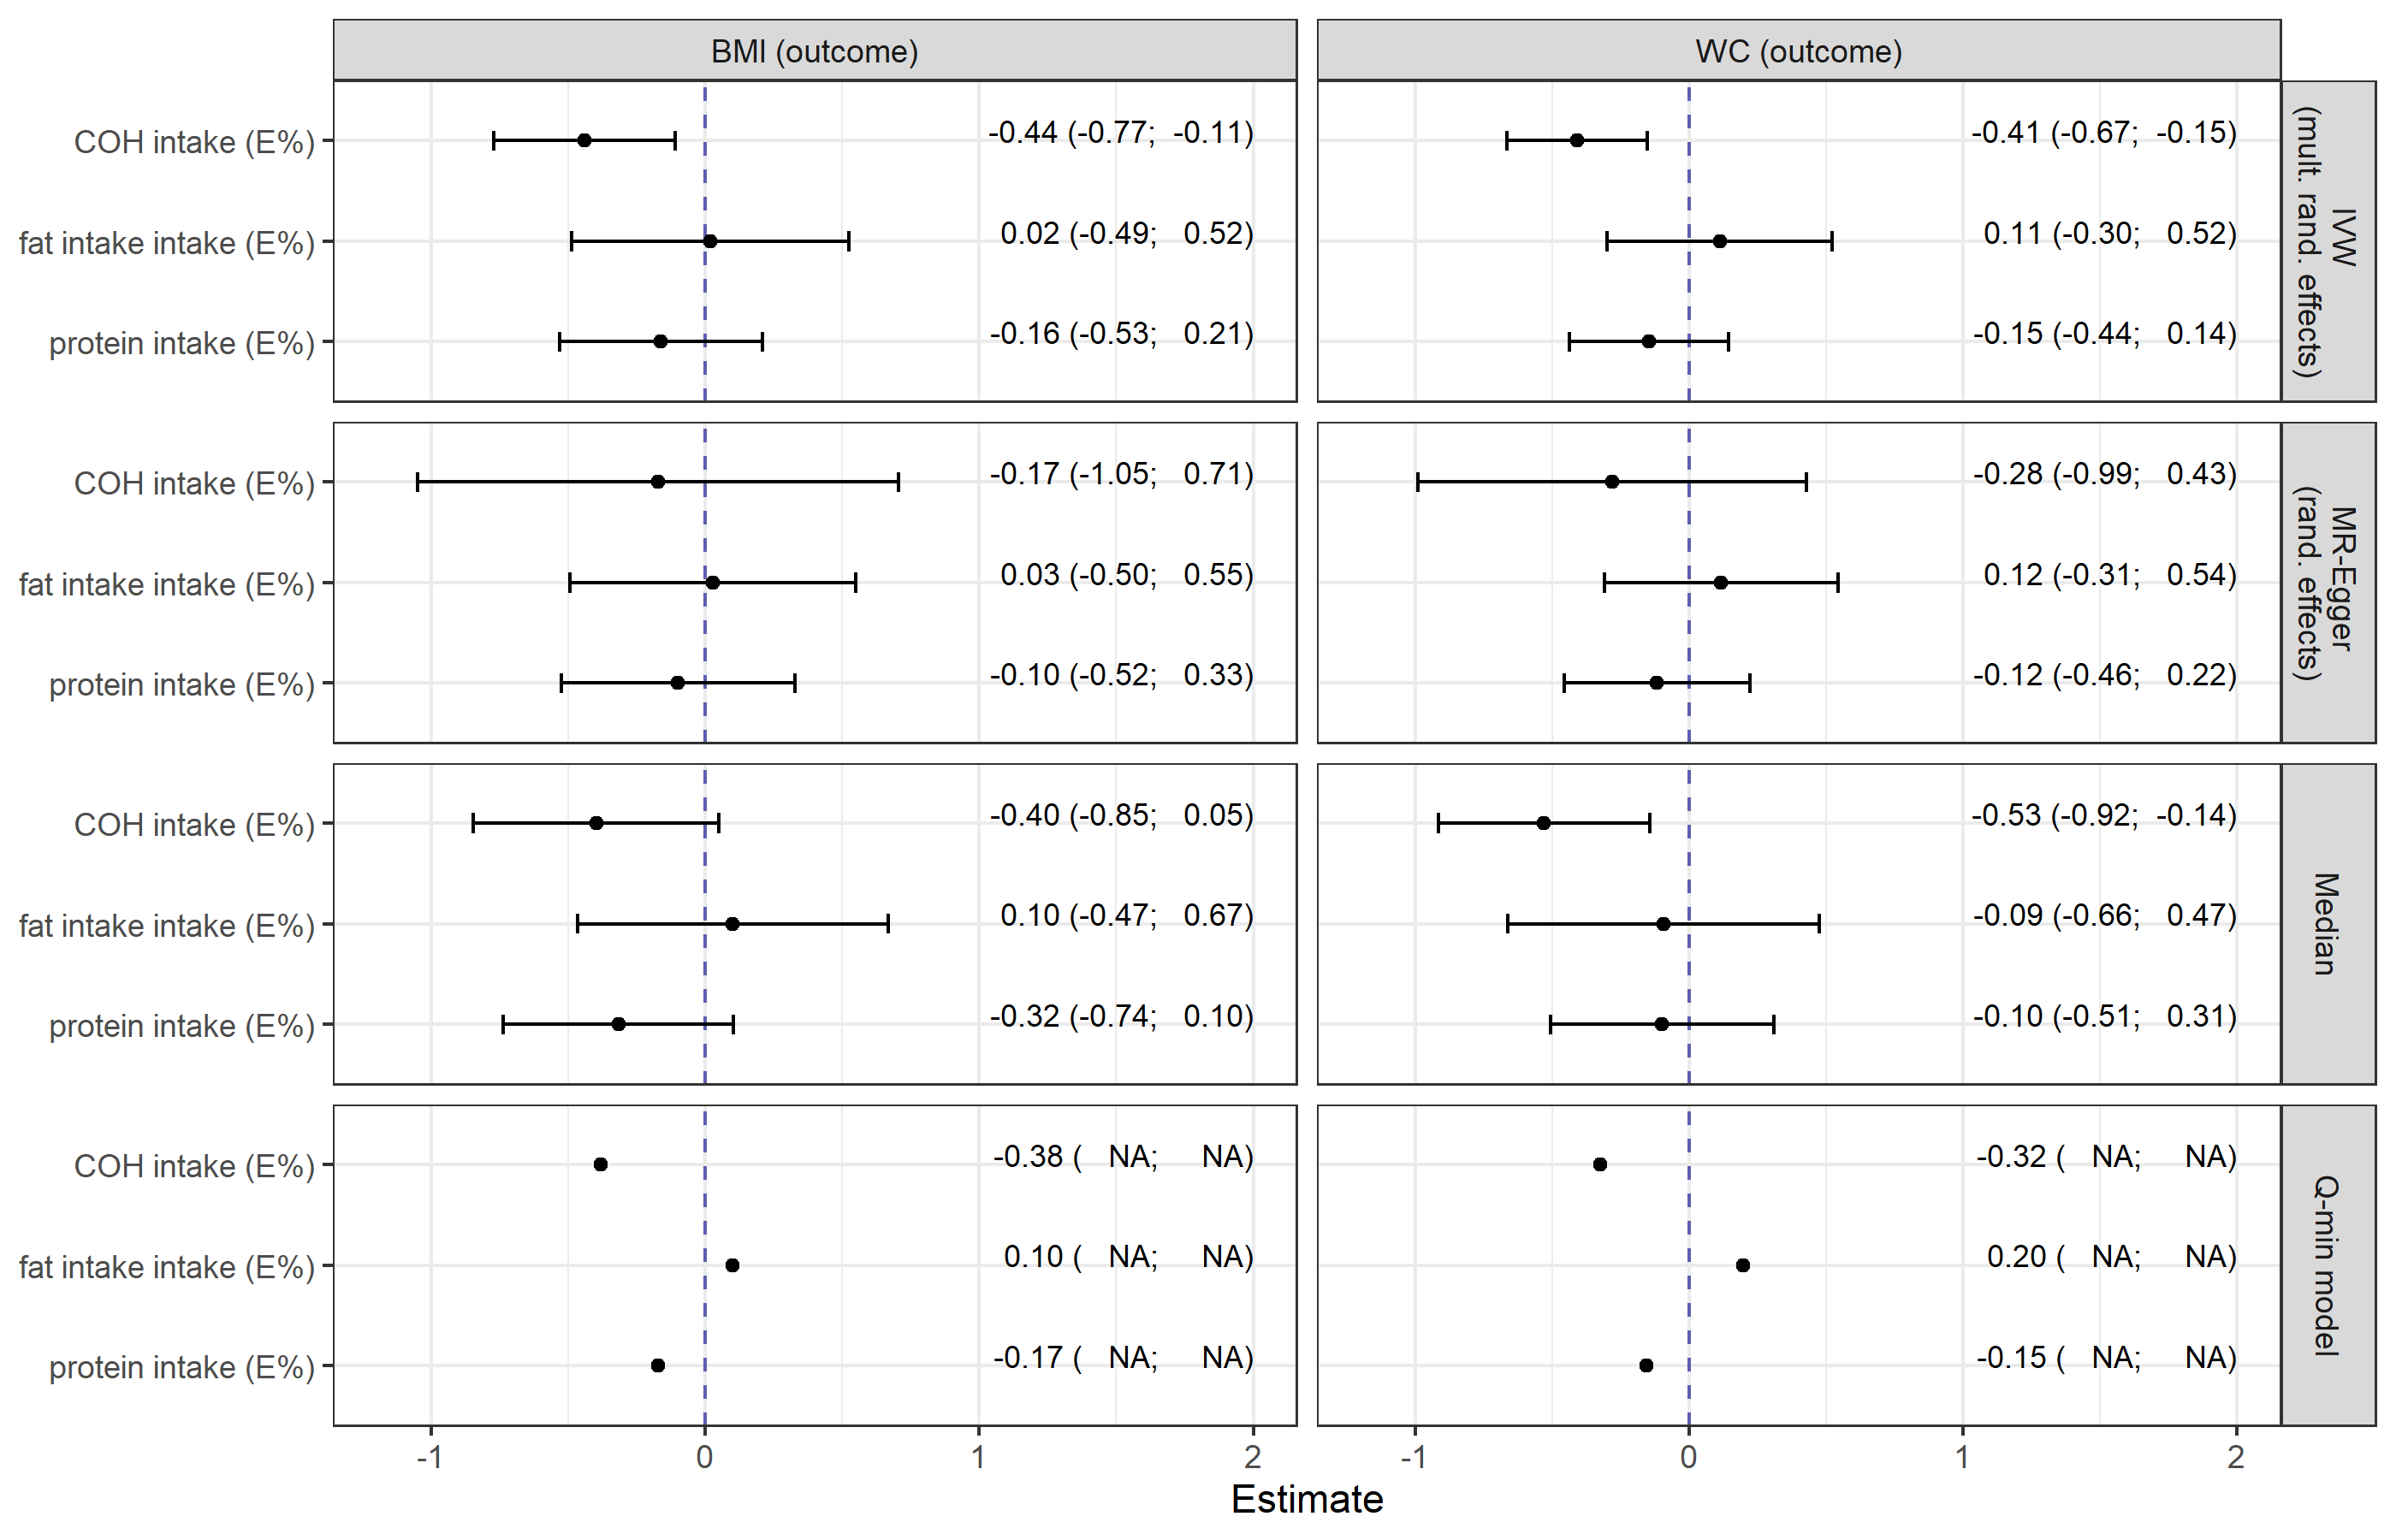 BMI (outcome)
WC (outcome)
IVW
(mult. rand. effects)
COH intake (E%)
-0.44 (-0.77; -0.11)
-0.41 (-0.67; -0.15)
fat intake intake (E%)
0.02 (-0.49; 0.52)
0.11 (-0.30; 0.52)
protein intake (E%)
-0.16 (-0.53; 0.21)
-0.15 (-0.44; 0.14)
MR-Egger
(rand. effects)
COH intake (E%)
-0.17 (-1.05; 0.71)
-0.28 (-0.99; 0.43)
fat intake intake (E%)
0.03 (-0.50; 0.55)
0.12 (-0.31; 0.54)
protein intake (E%)
-0.10 (-0.52; 0.33)
-0.12 (-0.46; 0.22)
Median
COH intake (E%)
-0.40 (-0.85; 0.05)
-0.53 (-0.92; -0.14)
fat intake intake (E%)
0.10 (-0.47; 0.67)
-0.09 (-0.66; 0.47)
protein intake (E%)
-0.32 (-0.74; 0.10)
-0.10 (-0.51; 0.31)
Q-min model
COH intake (E%)
-0.38 ( NA; NA)
-0.32 ( NA; NA)
fat intake intake (E%)
0.10 ( NA; NA)
0.20 ( NA; NA)
protein intake (E%)
-0.17 ( NA; NA)
-0.15 ( NA; NA)
-1 0 1 2
-1 0 1 2
Estimate